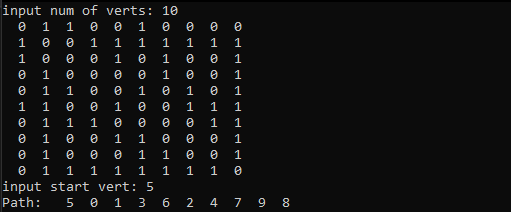 input num of verts: 10
0 1 1 0 0 1 0 0 0 0
1 0 0 1 1 1 1 1 1 1
1 0 0 0 1 0 1 0 0 1
0 1 0 0 0 0 1 0 0 1
0 1 1 0 0 1 0 1 1 1
1 1 0 0 1 0 0 1 1 1
0 1 1 1 0 0 0 0 1 1
0 1 0 0 1 1 0 0 0 1
0 1 0 0 1 1 1 0 0 1
0 1 1 1 1 1 1 1 1 0
input start vert: 5
Path: 5 0 1 3 6 2 4 7 9 8